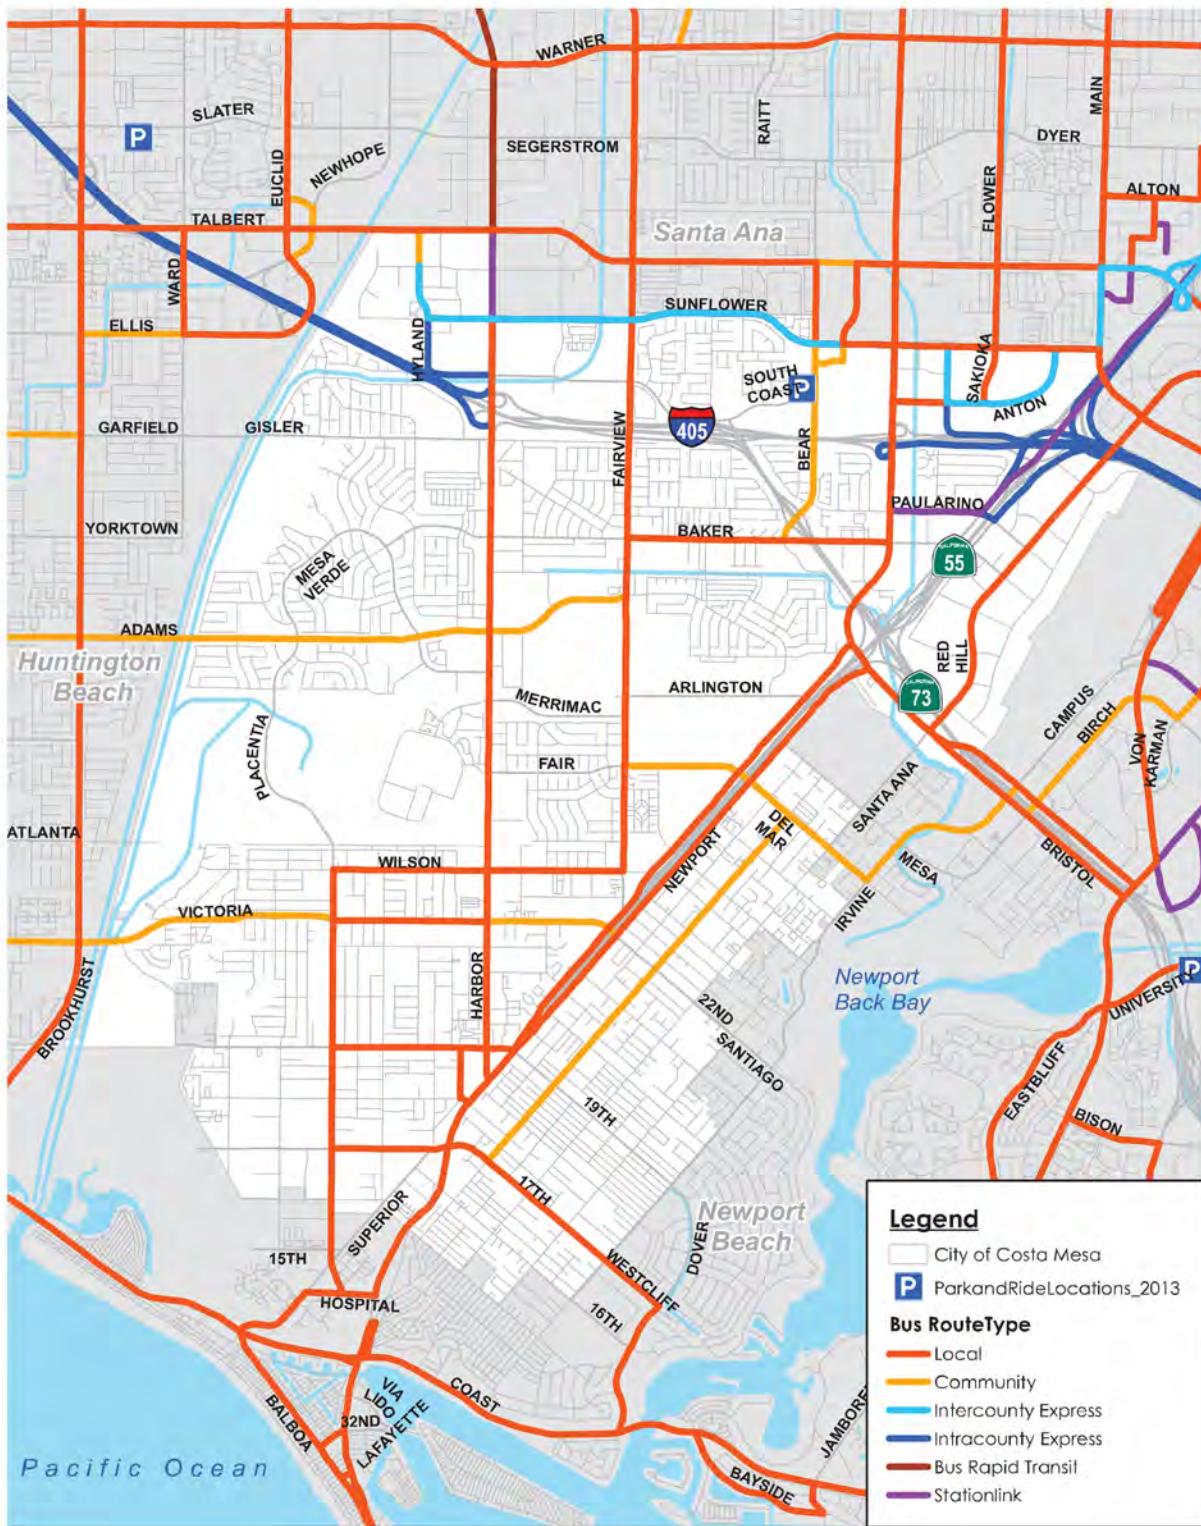 WARNER
SLATER
P
EUCLID
NEWHOPE
SEGERSTROM
RAITT
MAIN
DYER
ALTON
TALBERT
FLOWER
Santa Ana
WARD
ELLIS
SUNFLOWER
HYLAND
SAKIOKA
SOUTH
COAST
P
ANTON
GARFIELD
GISLER
FAIRVIEW
405
BEAR
PAULARINO
YORKTOWN
BAKER
CALIFORNIA
55
MESA
VERDE
ADAMS
Huntington
Beach
RED
HILL
MERRIMAC
ARLINGTON
CALIFORNIA
73
CAMPUS
BIRCH
VON
KARMAN
PLACENTIA
FAIR
SANTA ANA
DEL
MAR
ATLANTA
WILSON
NEWPORT
MESA
BRISTOL
VICTORIA
IRVINE
BROOKHURST
HARBOR
Newport
Back Bay
P
UNIVERSITY
22ND
SANTIAGO
EASTBLUFF
BISON
19TH
17TH
SUPERIOR
Newport
Beach
DOVER
15TH
WESTCLIFF
HOSPITAL
16TH
COAST
VIA
LIDO
32ND
LAFAYETTE
BALBOA
JAMBORE
BAYSIDE
Pacific Ocean
Legend
City of Costa Mesa
P ParkandRideLocations_2013
Bus RouteType
Local
Community
Intercounty Express
Intracounty Express
Bus Rapid Transit
Stationlink